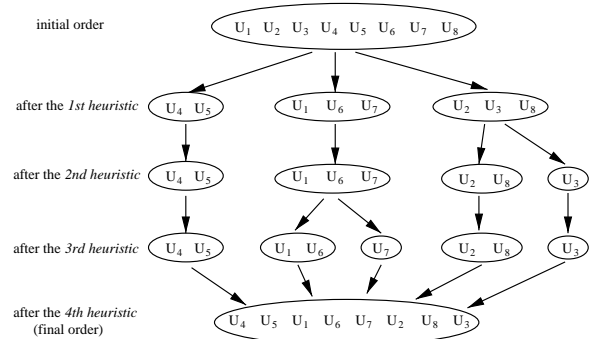 initial order
U1 U2 U3 U4 U5 U6 U7 U8
after the 1st heuristic
U4 U5
U1 U6 U7
U2 U3 U8
after the 2nd heuristic
U4 U5
U1 U6 U7
U2 U8
U3
after the 3rd heuristic
U4 U5
U1 U6
U7
U2 U8
U3
after the 4th heuristic
(final order)
U4 U5 U1 U6 U7 U2 U8 U3